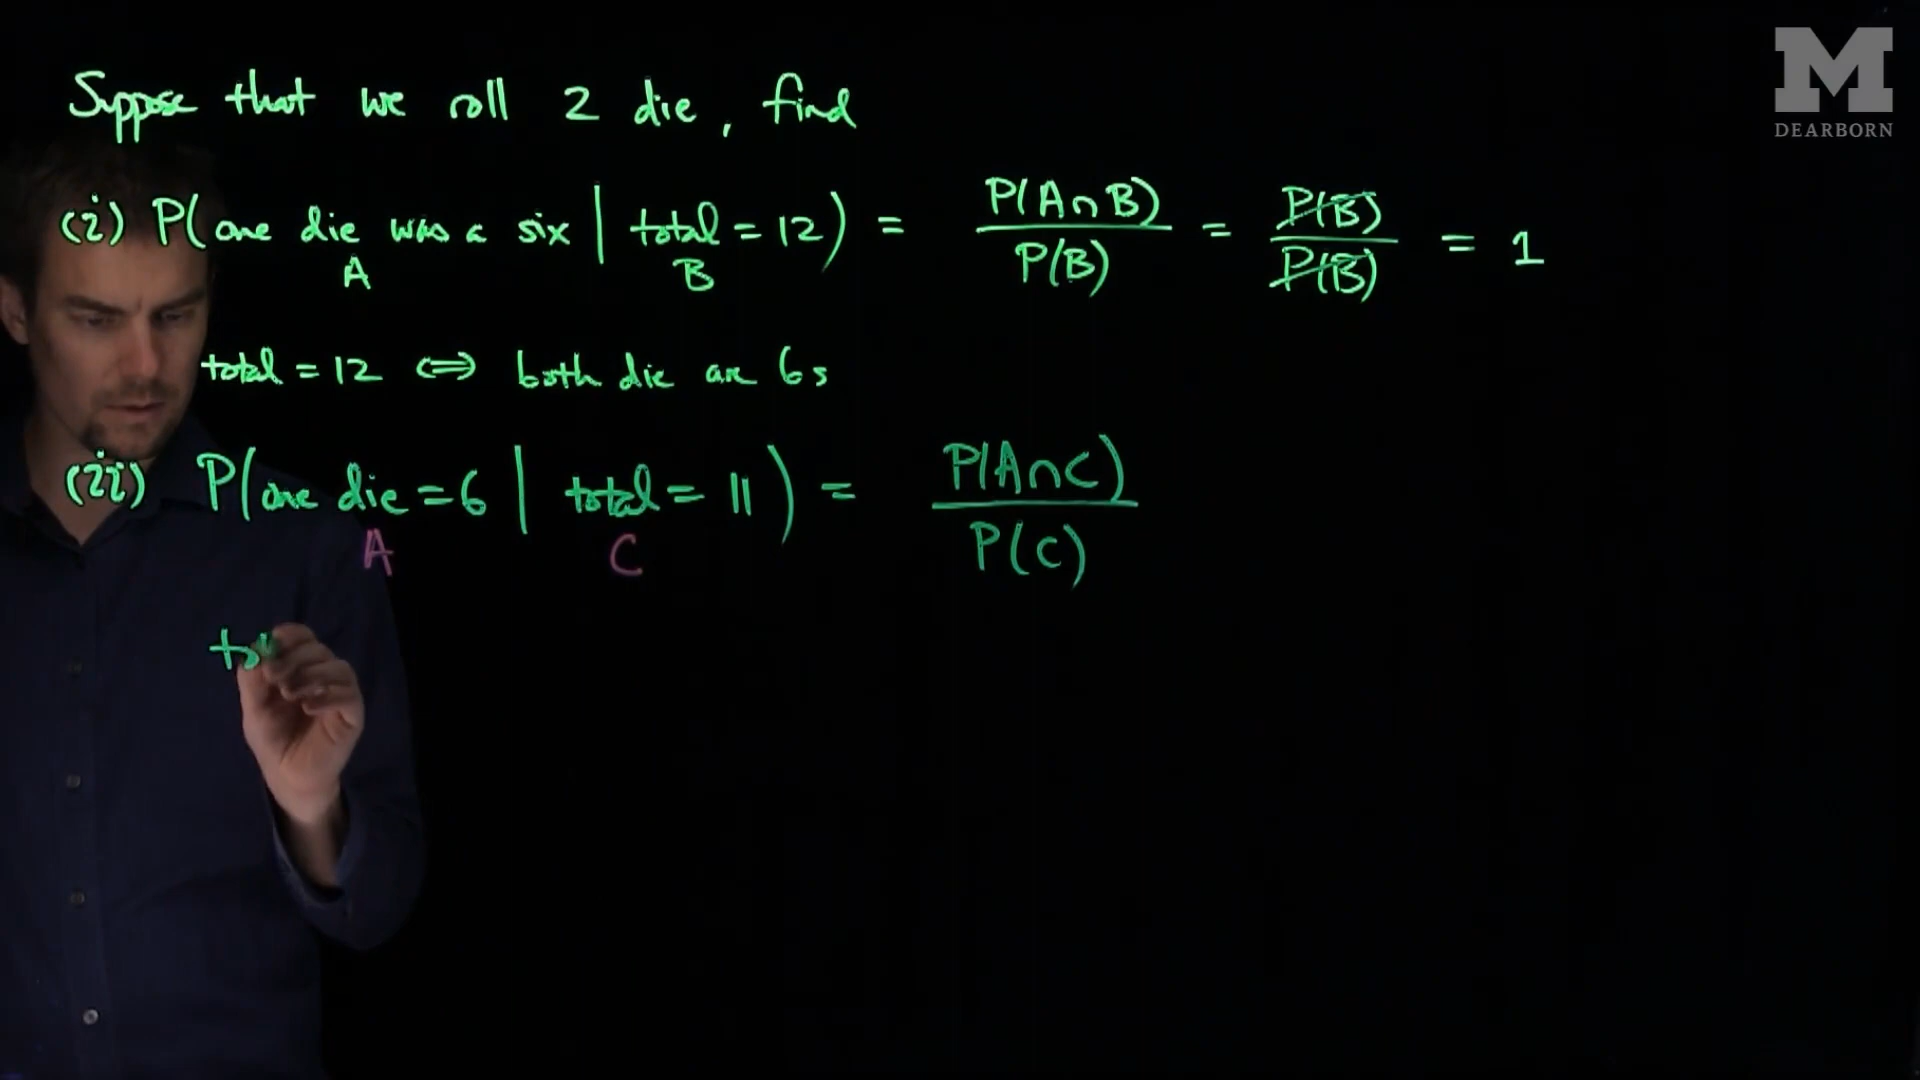 M
DEARBORN
Suppose that we roll 2 die, find
(i) P(one die was a six | total = 12) = P(A∩B) / P(B) = P(B) / P(B) = 1
A B
total = 12 ⟺ both die are 6s
(ii) P(one die = 6 | total = 11) = P(A∩C) / P(C)
A C
to